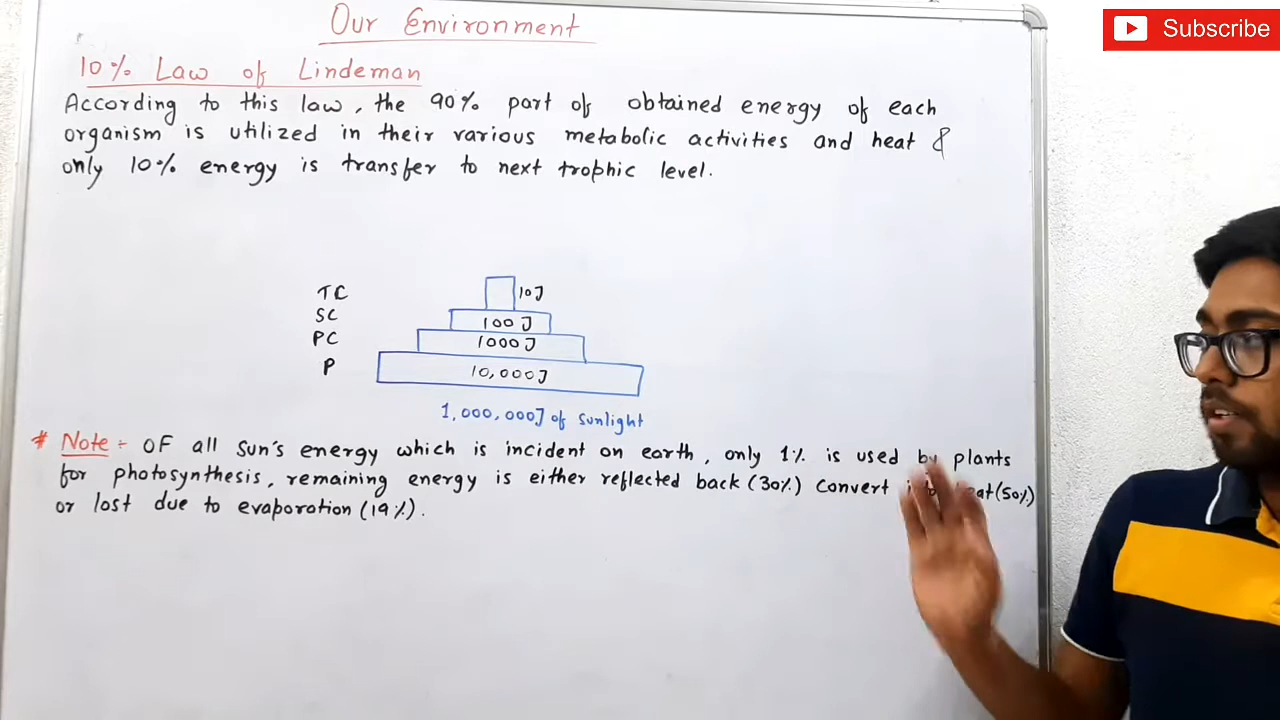 Subscribe
Our Environment
10% Law of Lindeman
According to this law, the 90% part of obtained energy of each
organism is utilized in their various metabolic activities and heat &
only 10% energy is transfer to next trophic level.
TC 10J
SC 100J
PC 1000J
P 10,000J
1,000,000J of sunlight
# Note :- OF all sun's energy which is incident on earth, only 1% is used by plants
for photosynthesis, remaining energy is either reflected back (30%) convert (50%)
or lost due to evaporation (19%).